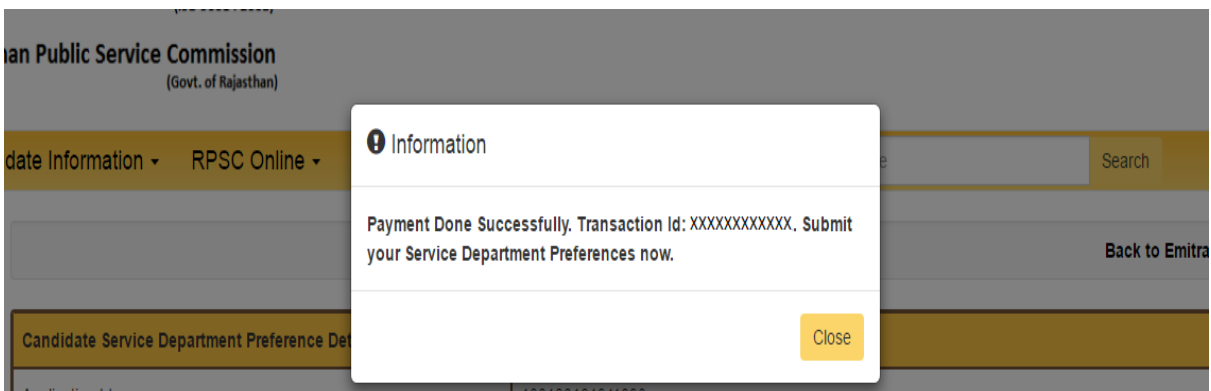 an Public Service Commission
(Govt. of Rajasthan)
date Information
RPSC Online
Search
Information
Payment Done Successfully. Transaction Id: XXXXXXXXXXXX. Submit
your Service Department Preferences now.
Close
Back to Emitra
Candidate Service Department Preference Det